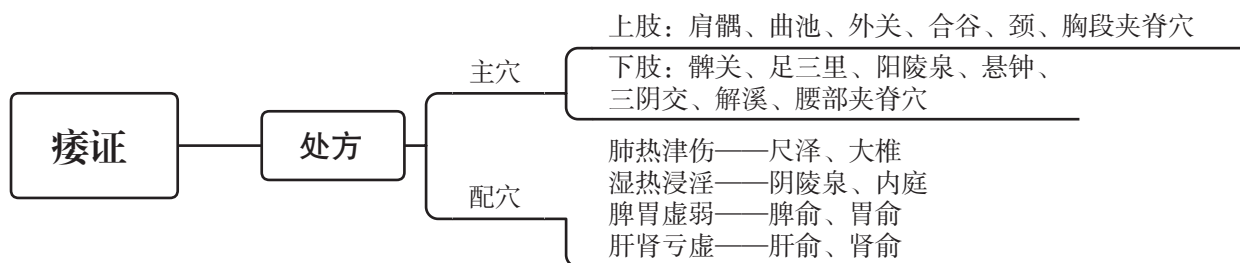 痿证
处方
主穴
上肢：肩髃、曲池、外关、合谷、颈、胸段夹脊穴
下肢：髀关、足三里、阳陵泉、悬钟、
三阴交、解溪、腰部夹脊穴
配穴
肺热津伤——尺泽、大椎
湿热浸淫——阴陵泉、内庭
脾胃虚弱——脾俞、胃俞
肝肾亏虚——肝俞、肾俞